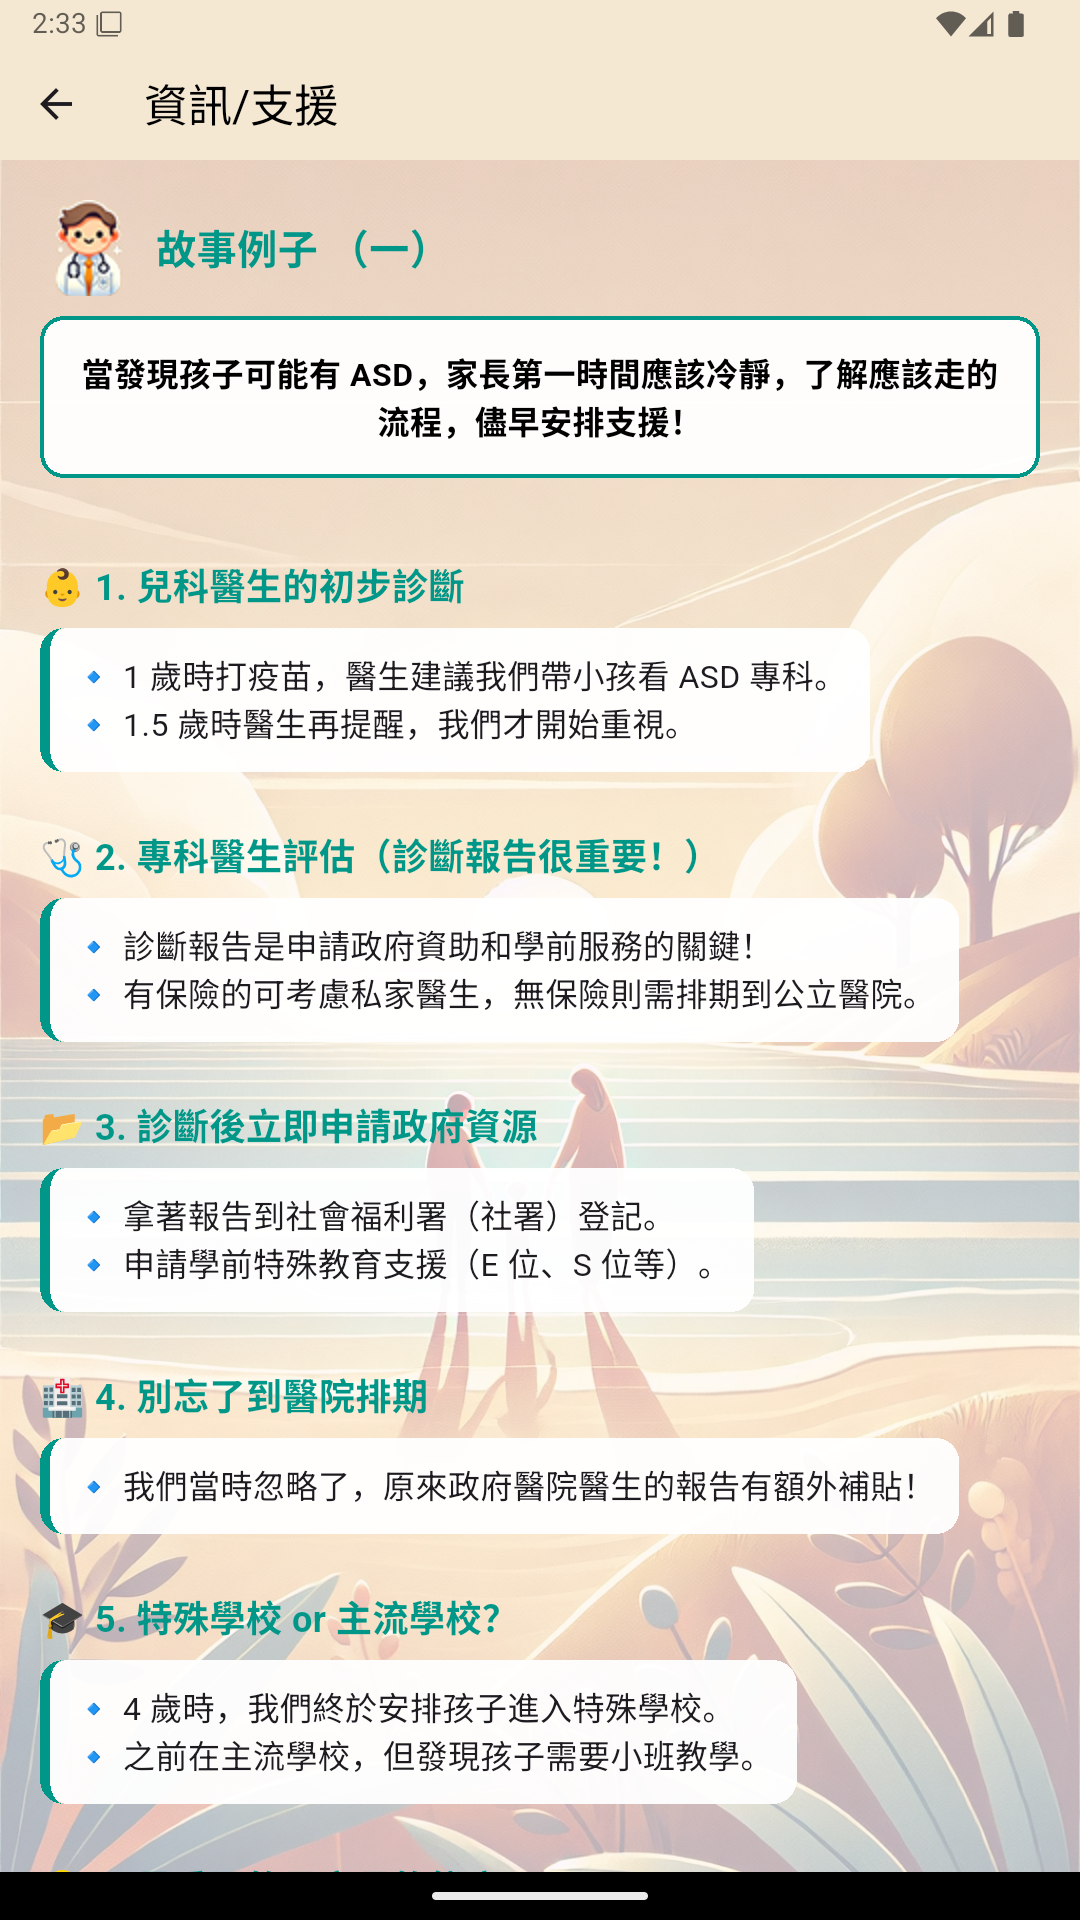 2:33
資訊/支援
故事例子 （一）
當發現孩子可能有 ASD，家長第一時間應該冷靜，了解應該走的
流程，儘早安排支援！
1. 兒科醫生的初步診斷
1 歲時打疫苗，醫生建議我們帶小孩看 ASD 專科。
1.5 歲時醫生再提醒，我們才開始重視。
2. 專科醫生評估（診斷報告很重要！）
診斷報告是申請政府資助和學前服務的關鍵！
有保險的可考慮私家醫生，無保險則需排期到公立醫院。
3. 診斷後立即申請政府資源
拿著報告到社會福利署（社署）登記。
申請學前特殊教育支援（E 位、S 位等）。
4. 別忘了到醫院排期
我們當時忽略了，原來政府醫院醫生的報告有額外補貼！
5. 特殊學校 or 主流學校？
4 歲時，我們終於安排孩子進入特殊學校。
之前在主流學校，但發現孩子需要小班教學。